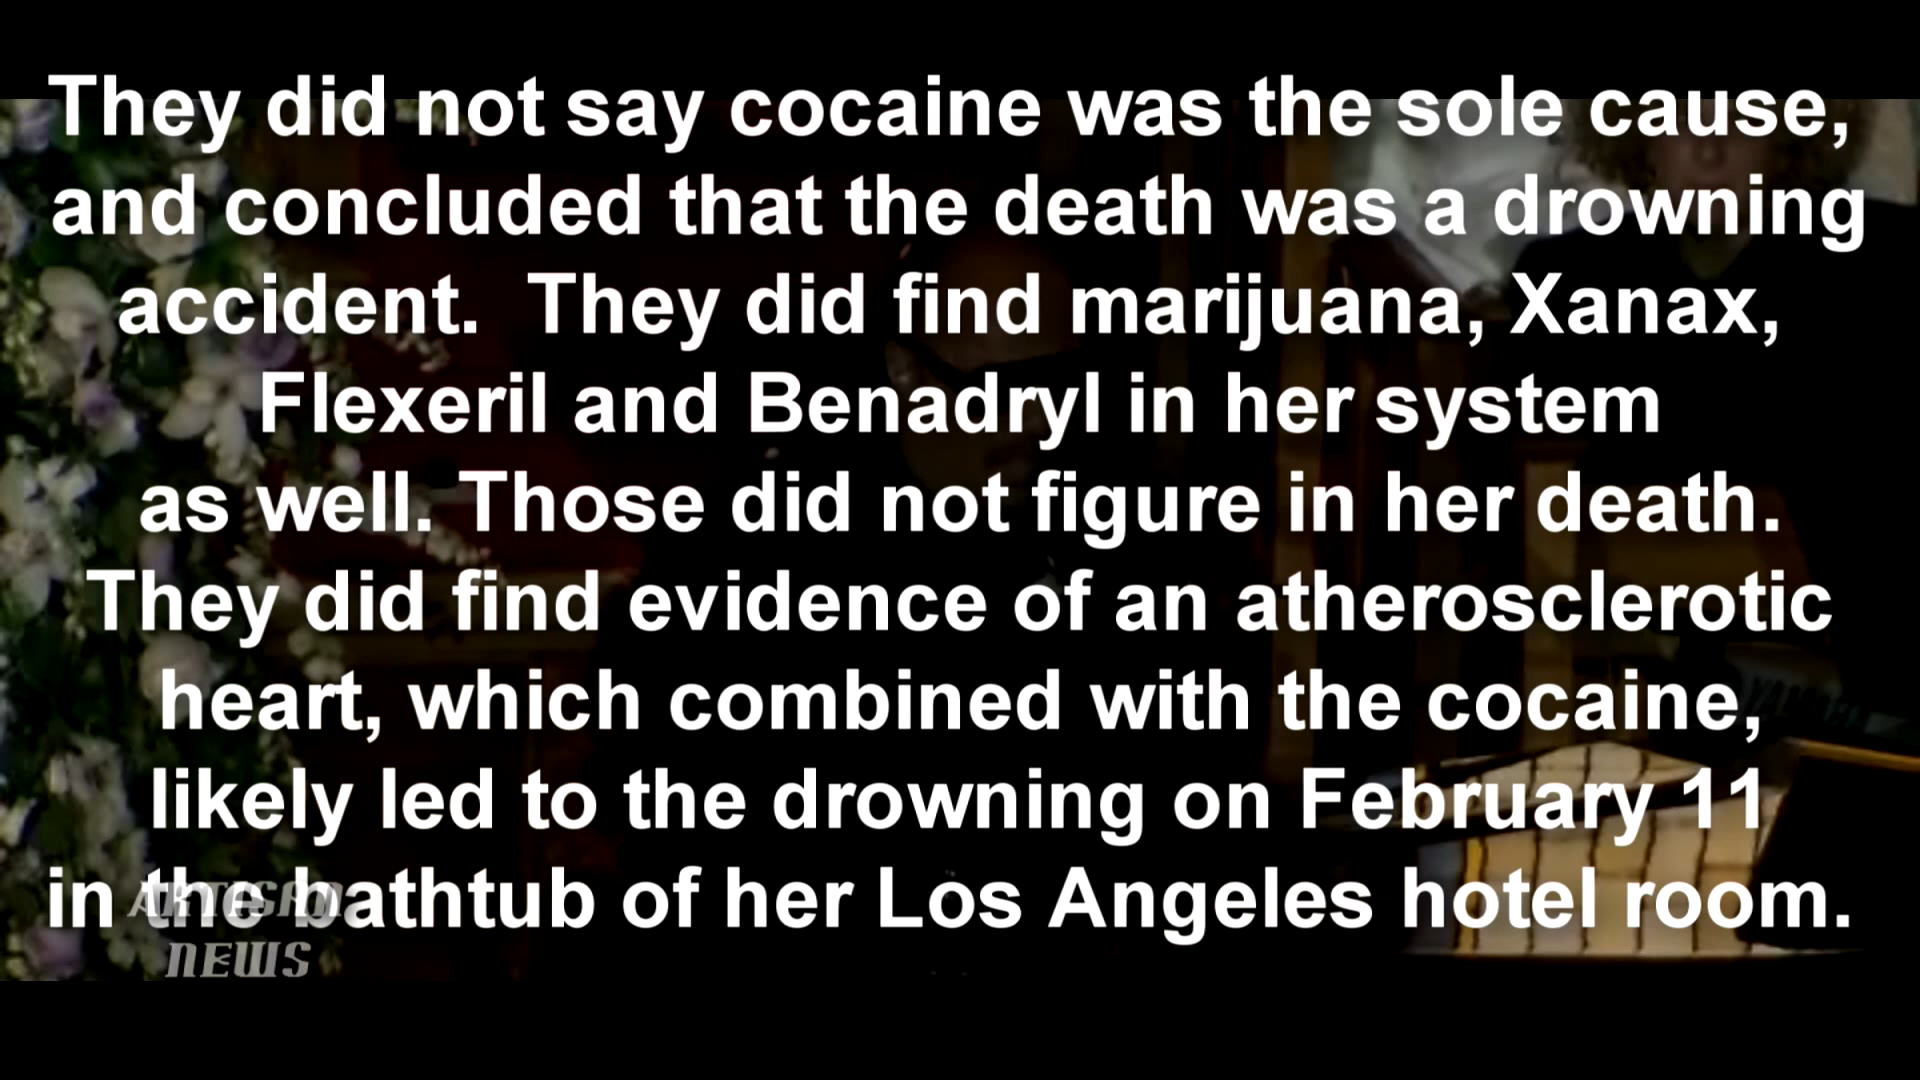 They did not say cocaine was the sole cause,
and concluded that the death was a drowning
accident.  They did find marijuana, Xanax,
Flexeril and Benadryl in her system
as well. Those did not figure in her death.
They did find evidence of an atherosclerotic
heart, which combined with the cocaine,
likely led to the drowning on February 11
in the bathtub of her Los Angeles hotel room.
ARTISAN
NEWS
YAMAHA